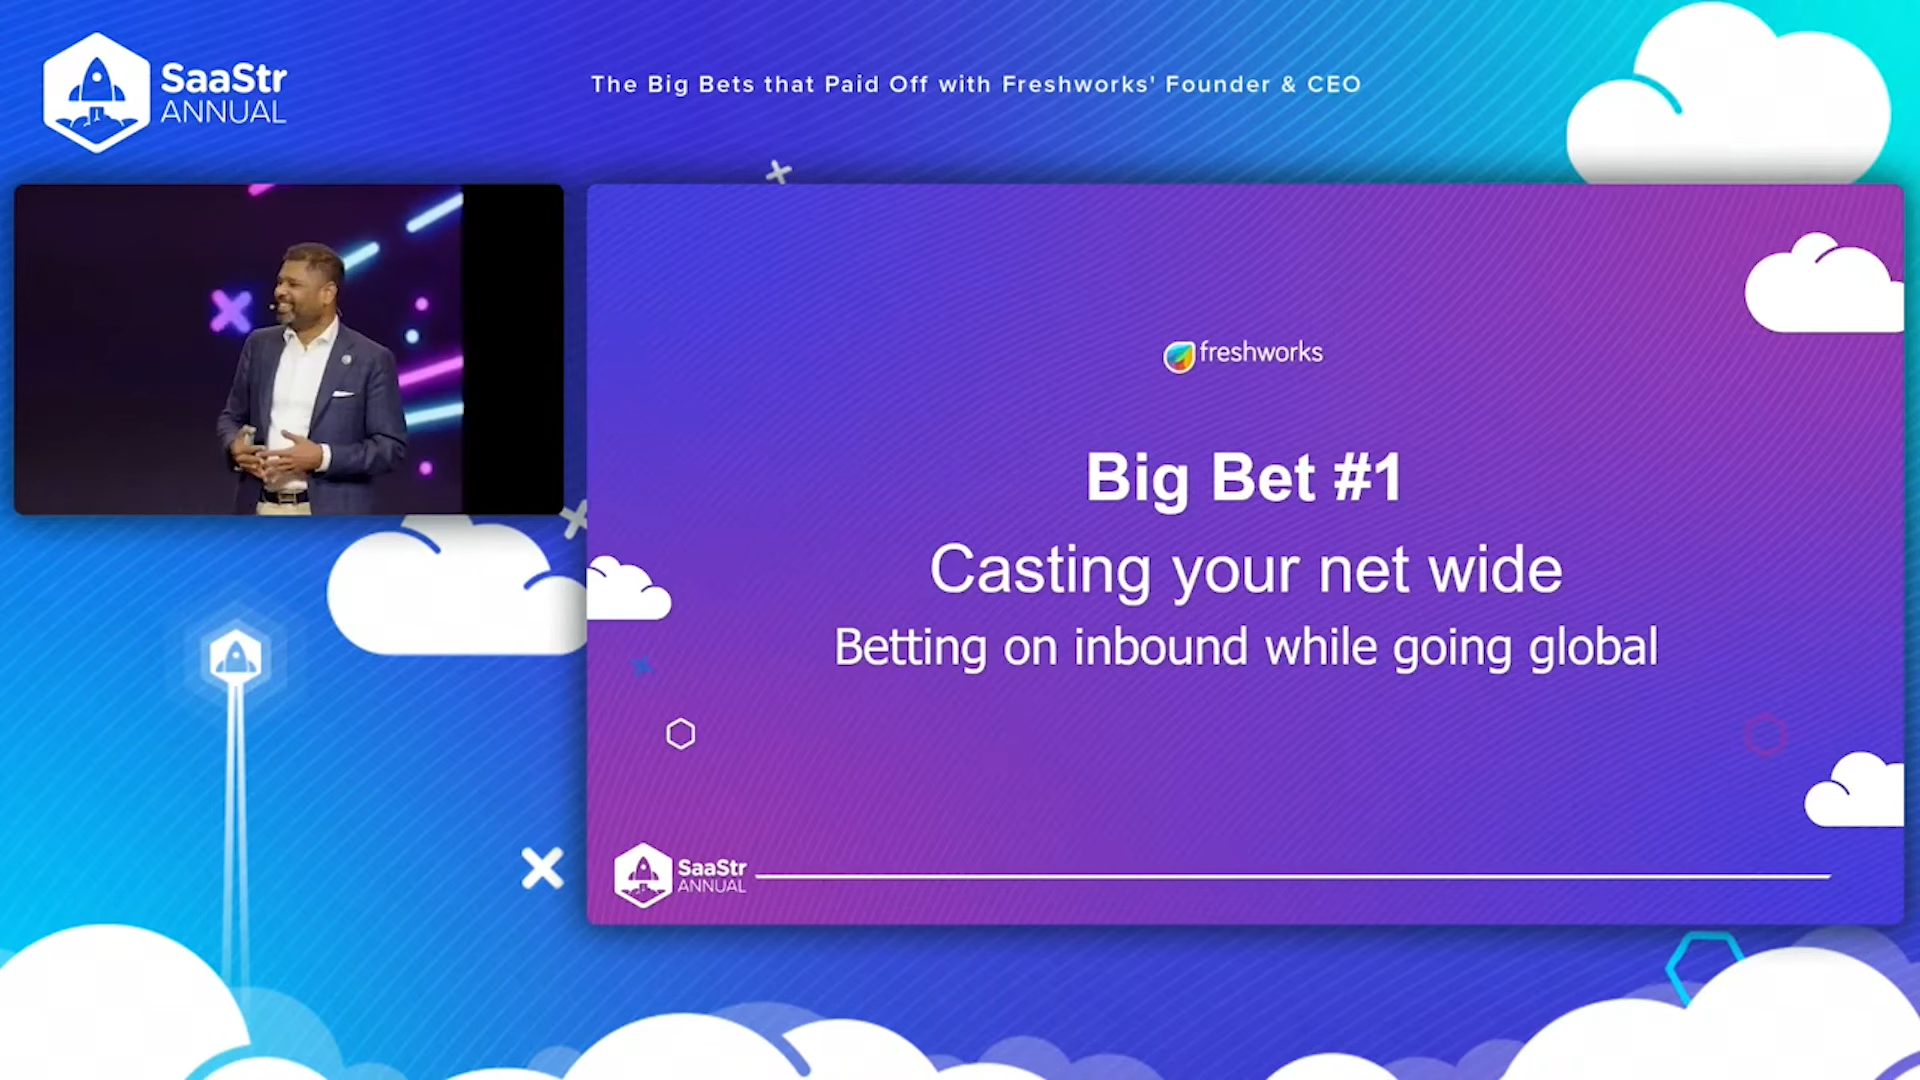 SaaStr
ANNUAL
The Big Bets that Paid Off with Freshworks' Founder & CEO
freshworks
Big Bet #1
Casting your net wide
Betting on inbound while going global
SaaStr
ANNUAL